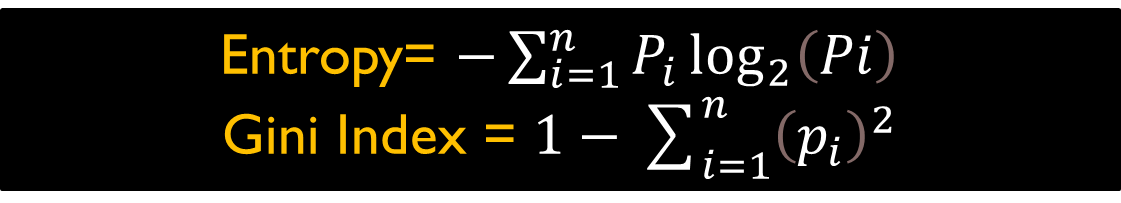 Entropy= −∑ⁿᵢ₌₁ Pᵢ log₂(Pi)
Gini Index = 1 − ∑ⁿᵢ₌₁ (pᵢ)²